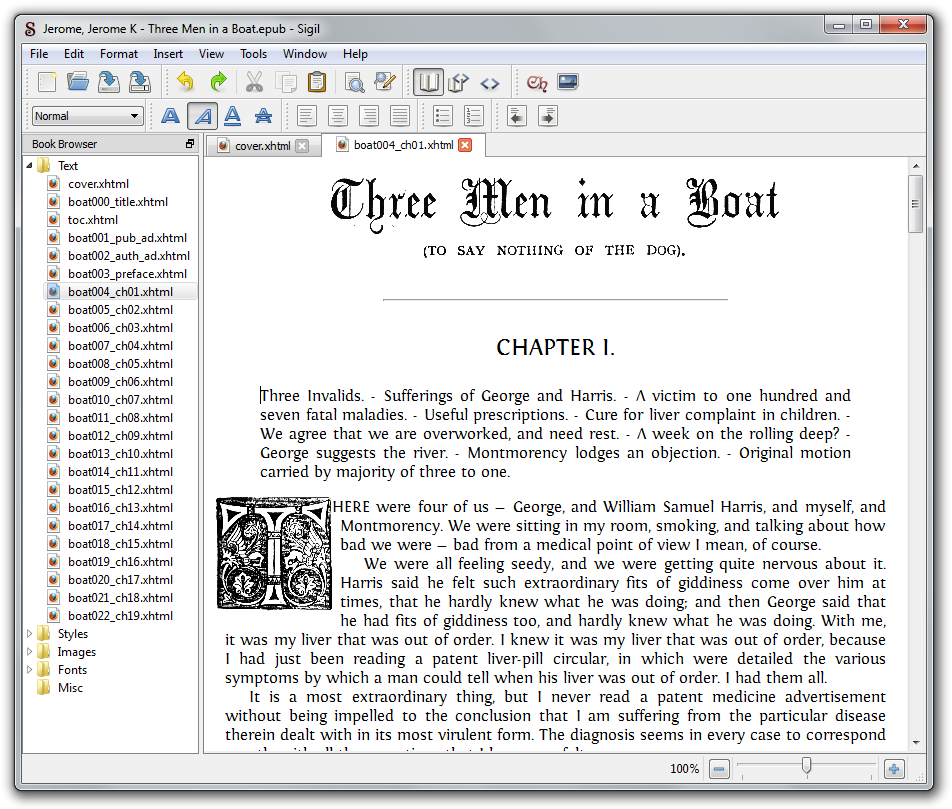 Jerome, Jerome K - Three Men in a Boat.epub - Sigil
File Edit Format Insert View Tools Window Help
Normal
Book Browser
cover.xhtml
boat004_ch01.xhtml
Text
cover.xhtml
boat000_title.xhtml
toc.xhtml
boat001_pub_ad.xhtml
boat002_auth_ad.xhtml
boat003_preface.xhtml
boat004_ch01.xhtml
boat005_ch02.xhtml
boat006_ch03.xhtml
boat007_ch04.xhtml
boat008_ch05.xhtml
boat009_ch06.xhtml
boat010_ch07.xhtml
boat011_ch08.xhtml
boat012_ch09.xhtml
boat013_ch10.xhtml
boat014_ch11.xhtml
boat015_ch12.xhtml
boat016_ch13.xhtml
boat017_ch14.xhtml
boat018_ch15.xhtml
boat019_ch16.xhtml
boat020_ch17.xhtml
boat021_ch18.xhtml
boat022_ch19.xhtml
Styles
Images
Fonts
Misc
Three Men in a Boat
(TO SAY NOTHING OF THE DOG).
CHAPTER I.
Three Invalids. - Sufferings of George and Harris. - A victim to one hundred and
seven fatal maladies. - Useful prescriptions. - Cure for liver complaint in children. -
We agree that we are overworked, and need rest. - A week on the rolling deep? -
George suggests the river. - Montmorency lodges an objection. - Original motion
carried by majority of three to one.
THERE were four of us – George, and William Samuel Harris, and myself, and
Montmorency. We were sitting in my room, smoking, and talking about how
bad we were – bad from a medical point of view I mean, of course.
We were all feeling seedy, and we were getting quite nervous about it.
Harris said he felt such extraordinary fits of giddiness come over him at
times, that he hardly knew what he was doing; and then George said that
he had fits of giddiness too, and hardly knew what he was doing. With me,
it was my liver that was out of order. I knew it was my liver that was out of order, because
I had just been reading a patent liver-pill circular, in which were detailed the various
symptoms by which a man could tell when his liver was out of order. I had them all.
It is a most extraordinary thing, but I never read a patent medicine advertisement
without being impelled to the conclusion that I am suffering from the particular disease
therein dealt with in its most virulent form. The diagnosis seems in every case to correspond
100%